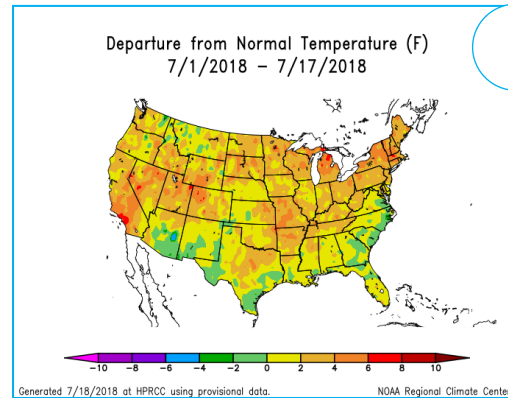 Departure from Normal Temperature (F)
7/1/2018 – 7/17/2018
-10 -8 -6 -4 -2 0 2 4 6 8 10
Generated 7/18/2018 at HPRCC using provisional data. NOAA Regional Climate Center